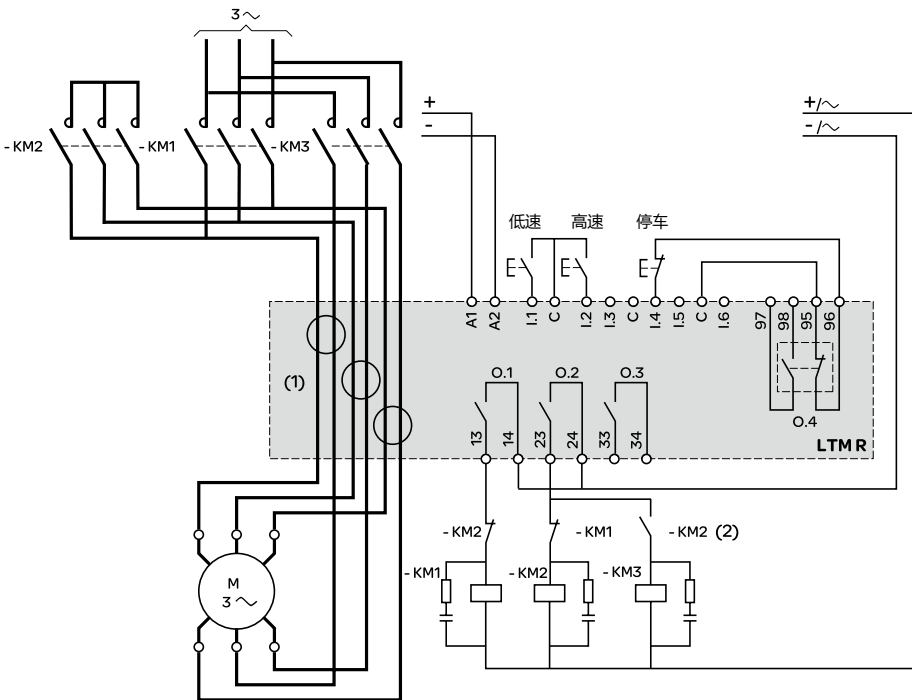 3～
-KM2
-KM1
-KM3
+
-
+/～
-/～
低速
高速
停车
A1
A2
I.1
C
I.2
I.3
C
I.4
I.5
C
I.6
97
98
95
96
(1)
O.1
O.2
O.3
O.4
13
14
23
24
33
34
LTM R
-KM2
-KM1
-KM2 (2)
-KM1
-KM2
-KM3
M
3～